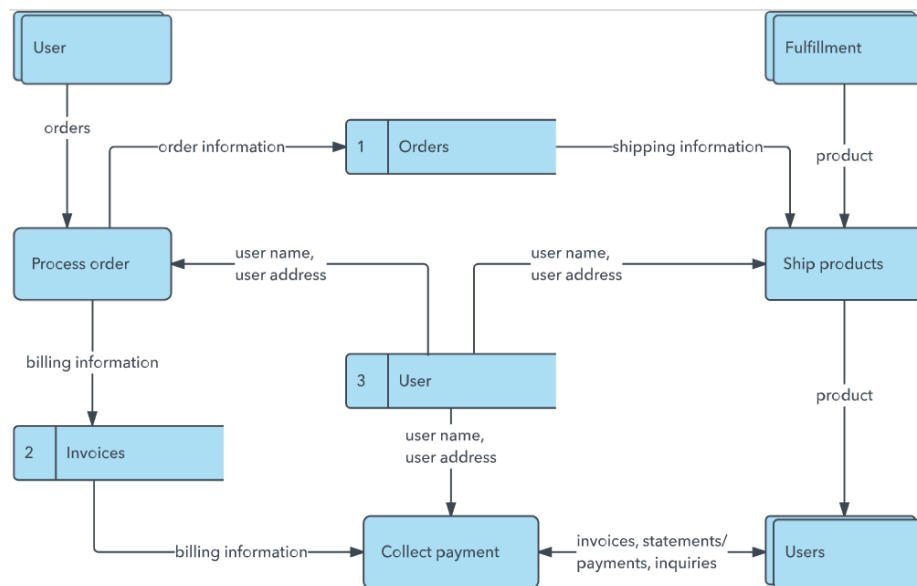 User
Fulfillment
orders
order information
1
Orders
shipping information
product
Process order
user name,
user address
user name,
user address
Ship products
billing information
3
User
product
2
Invoices
user name,
user address
billing information
Collect payment
invoices, statements/
payments, inquiries
Users